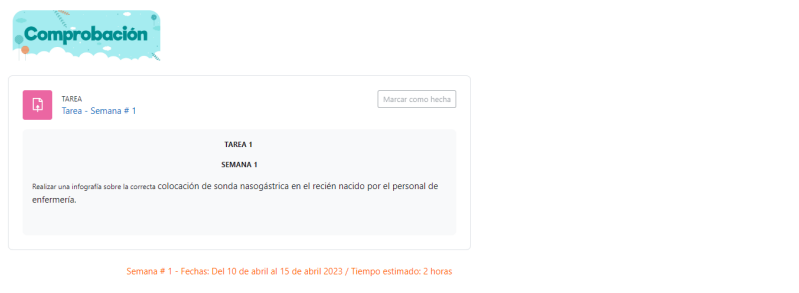 Comprobación
TAREA
Tarea - Semana # 1
Marcar como hecha
TAREA 1
SEMANA 1
Realizar una infografía sobre la correcta colocación de sonda nasogástrica en el recién nacido por el personal de
enfermería.
Semana # 1 - Fechas: Del 10 de abril al 15 de abril 2023 / Tiempo estimado: 2 horas